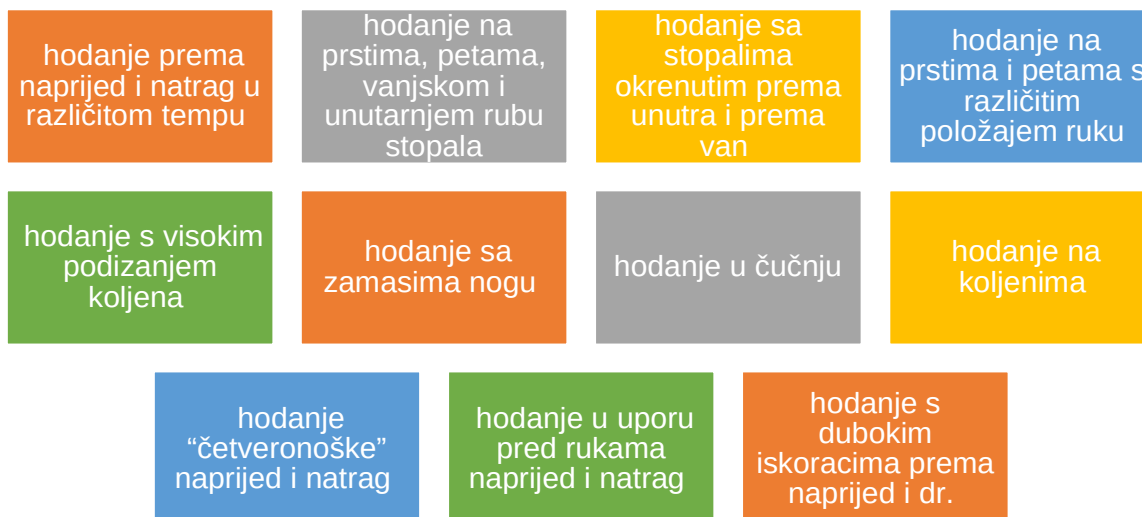 hodanje prema
naprijed i natrag u
različitom tempu
hodanje na
prstima, petama,
vanjskom i
unutarnjem rubu
stopala
hodanje sa
stopalima
okrenutim prema
unutra i prema
van
hodanje na
prstima i petama s
različitim
položajem ruku
hodanje s visokim
podizanjem
koljena
hodanje sa
zamasima nogu
hodanje u čučnju
hodanje na
koljenima
hodanje
“četveronoške”
naprijed i natrag
hodanje u uporu
pred rukama
naprijed i natrag
hodanje s
dubokim
iskoracima prema
naprijed i dr.